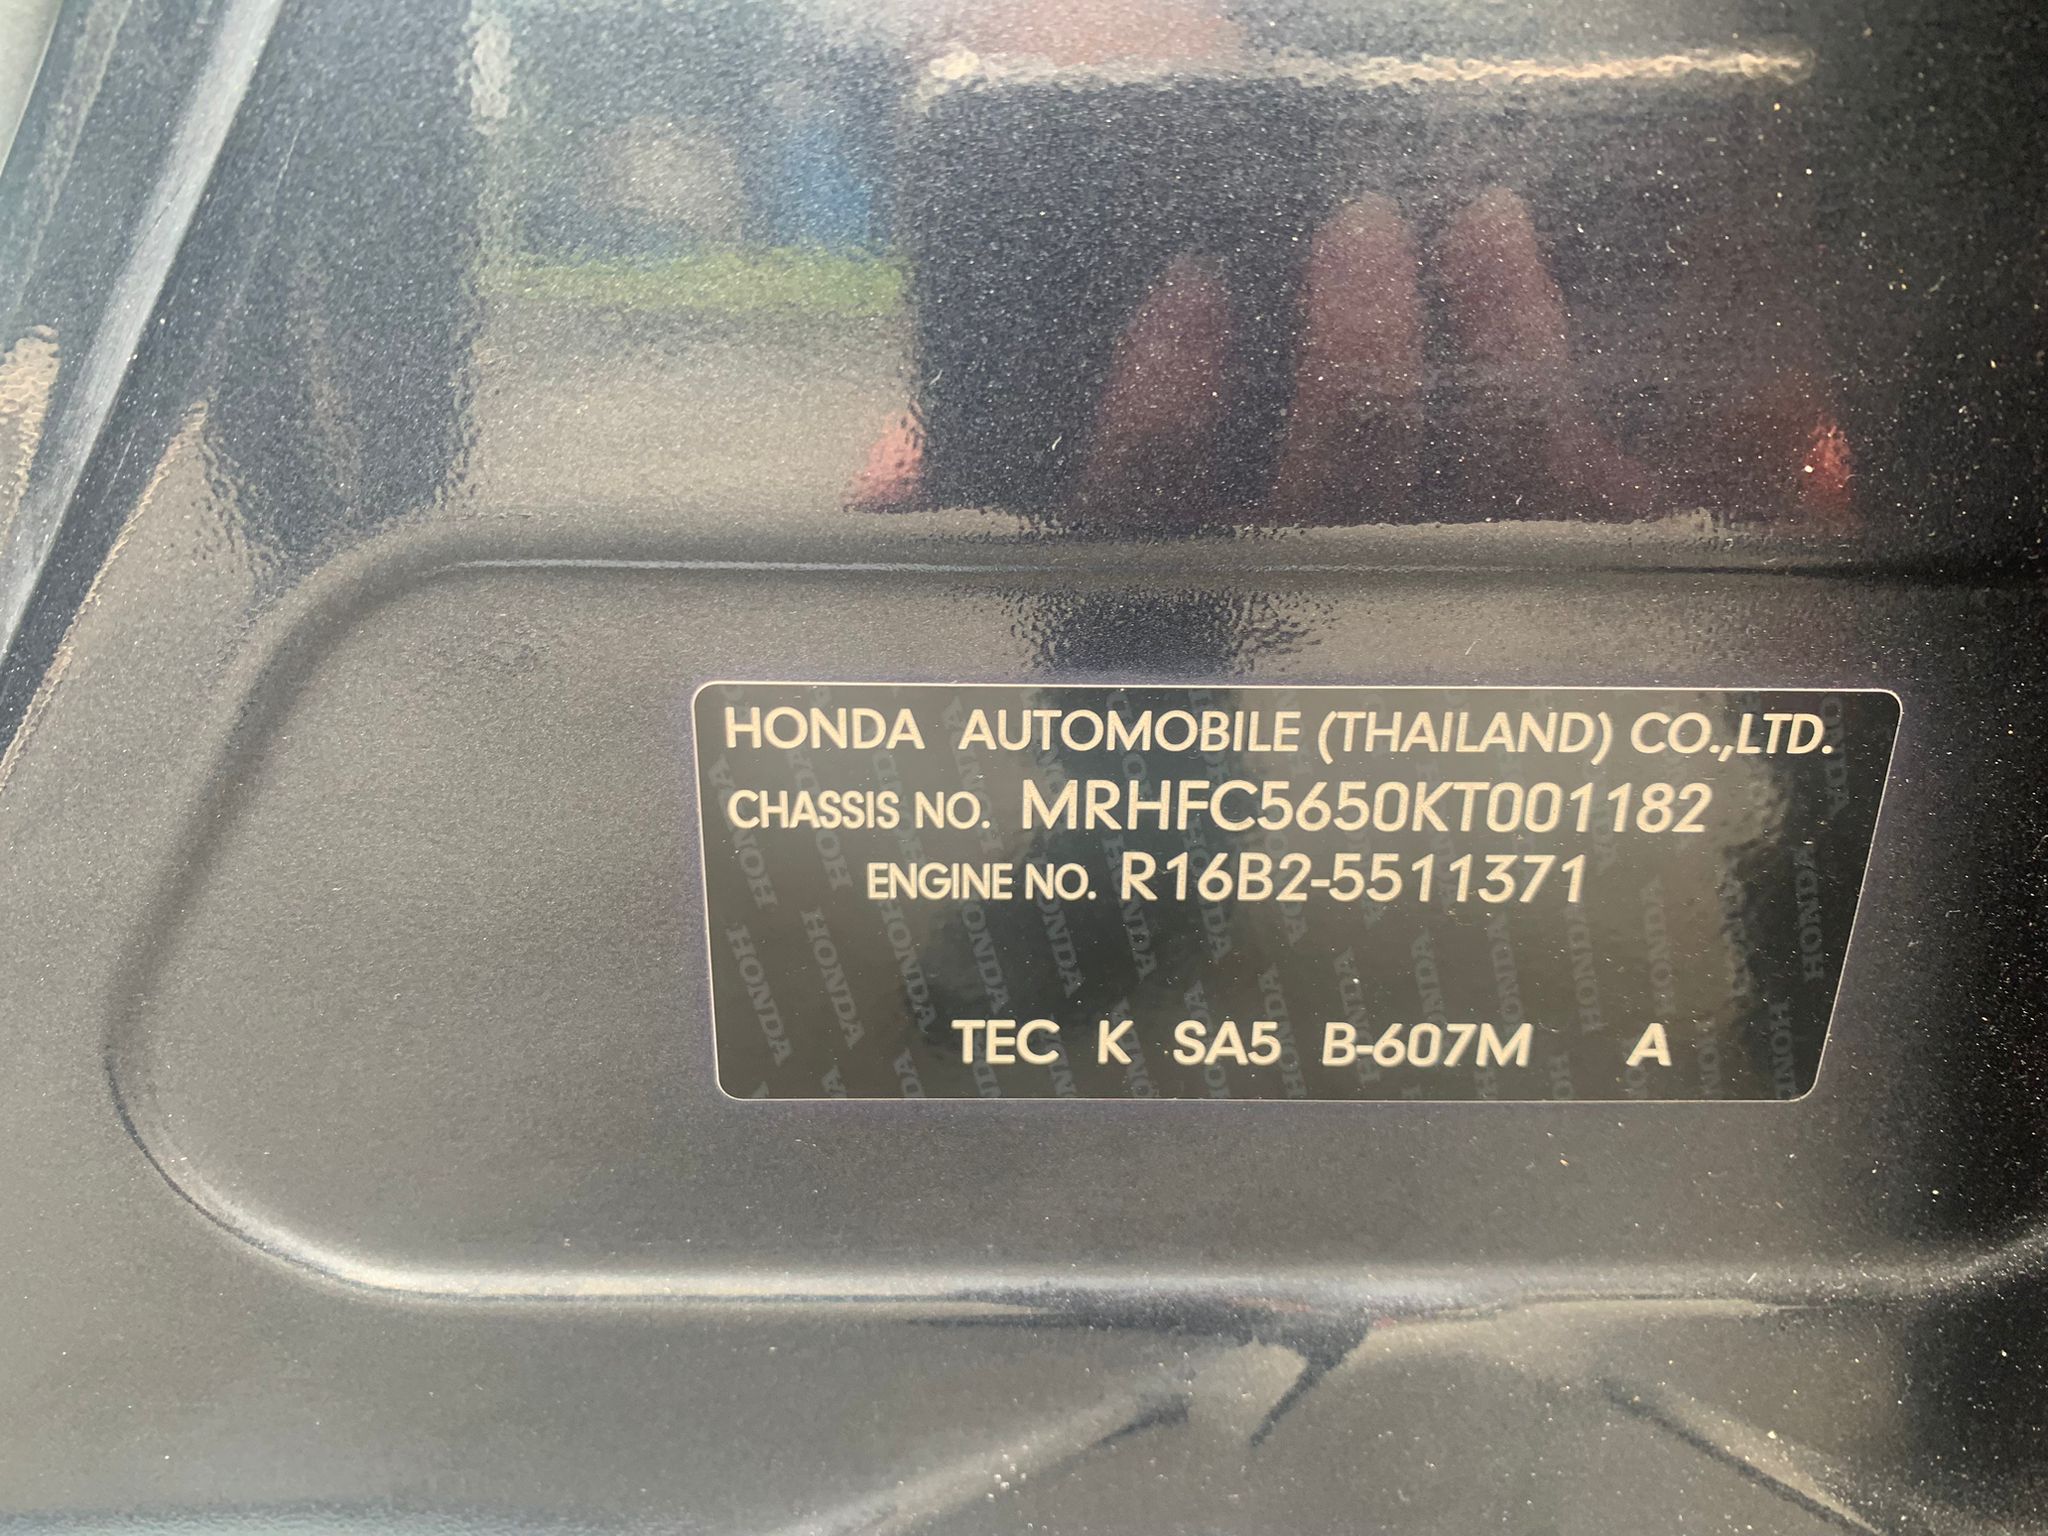 HONDA AUTOMOBILE (THAILAND) CO.,LTD.
CHASSIS NO. MRHFC5650KT001182
ENGINE NO. R16B2-5511371
TEC K SA5 B-607M A